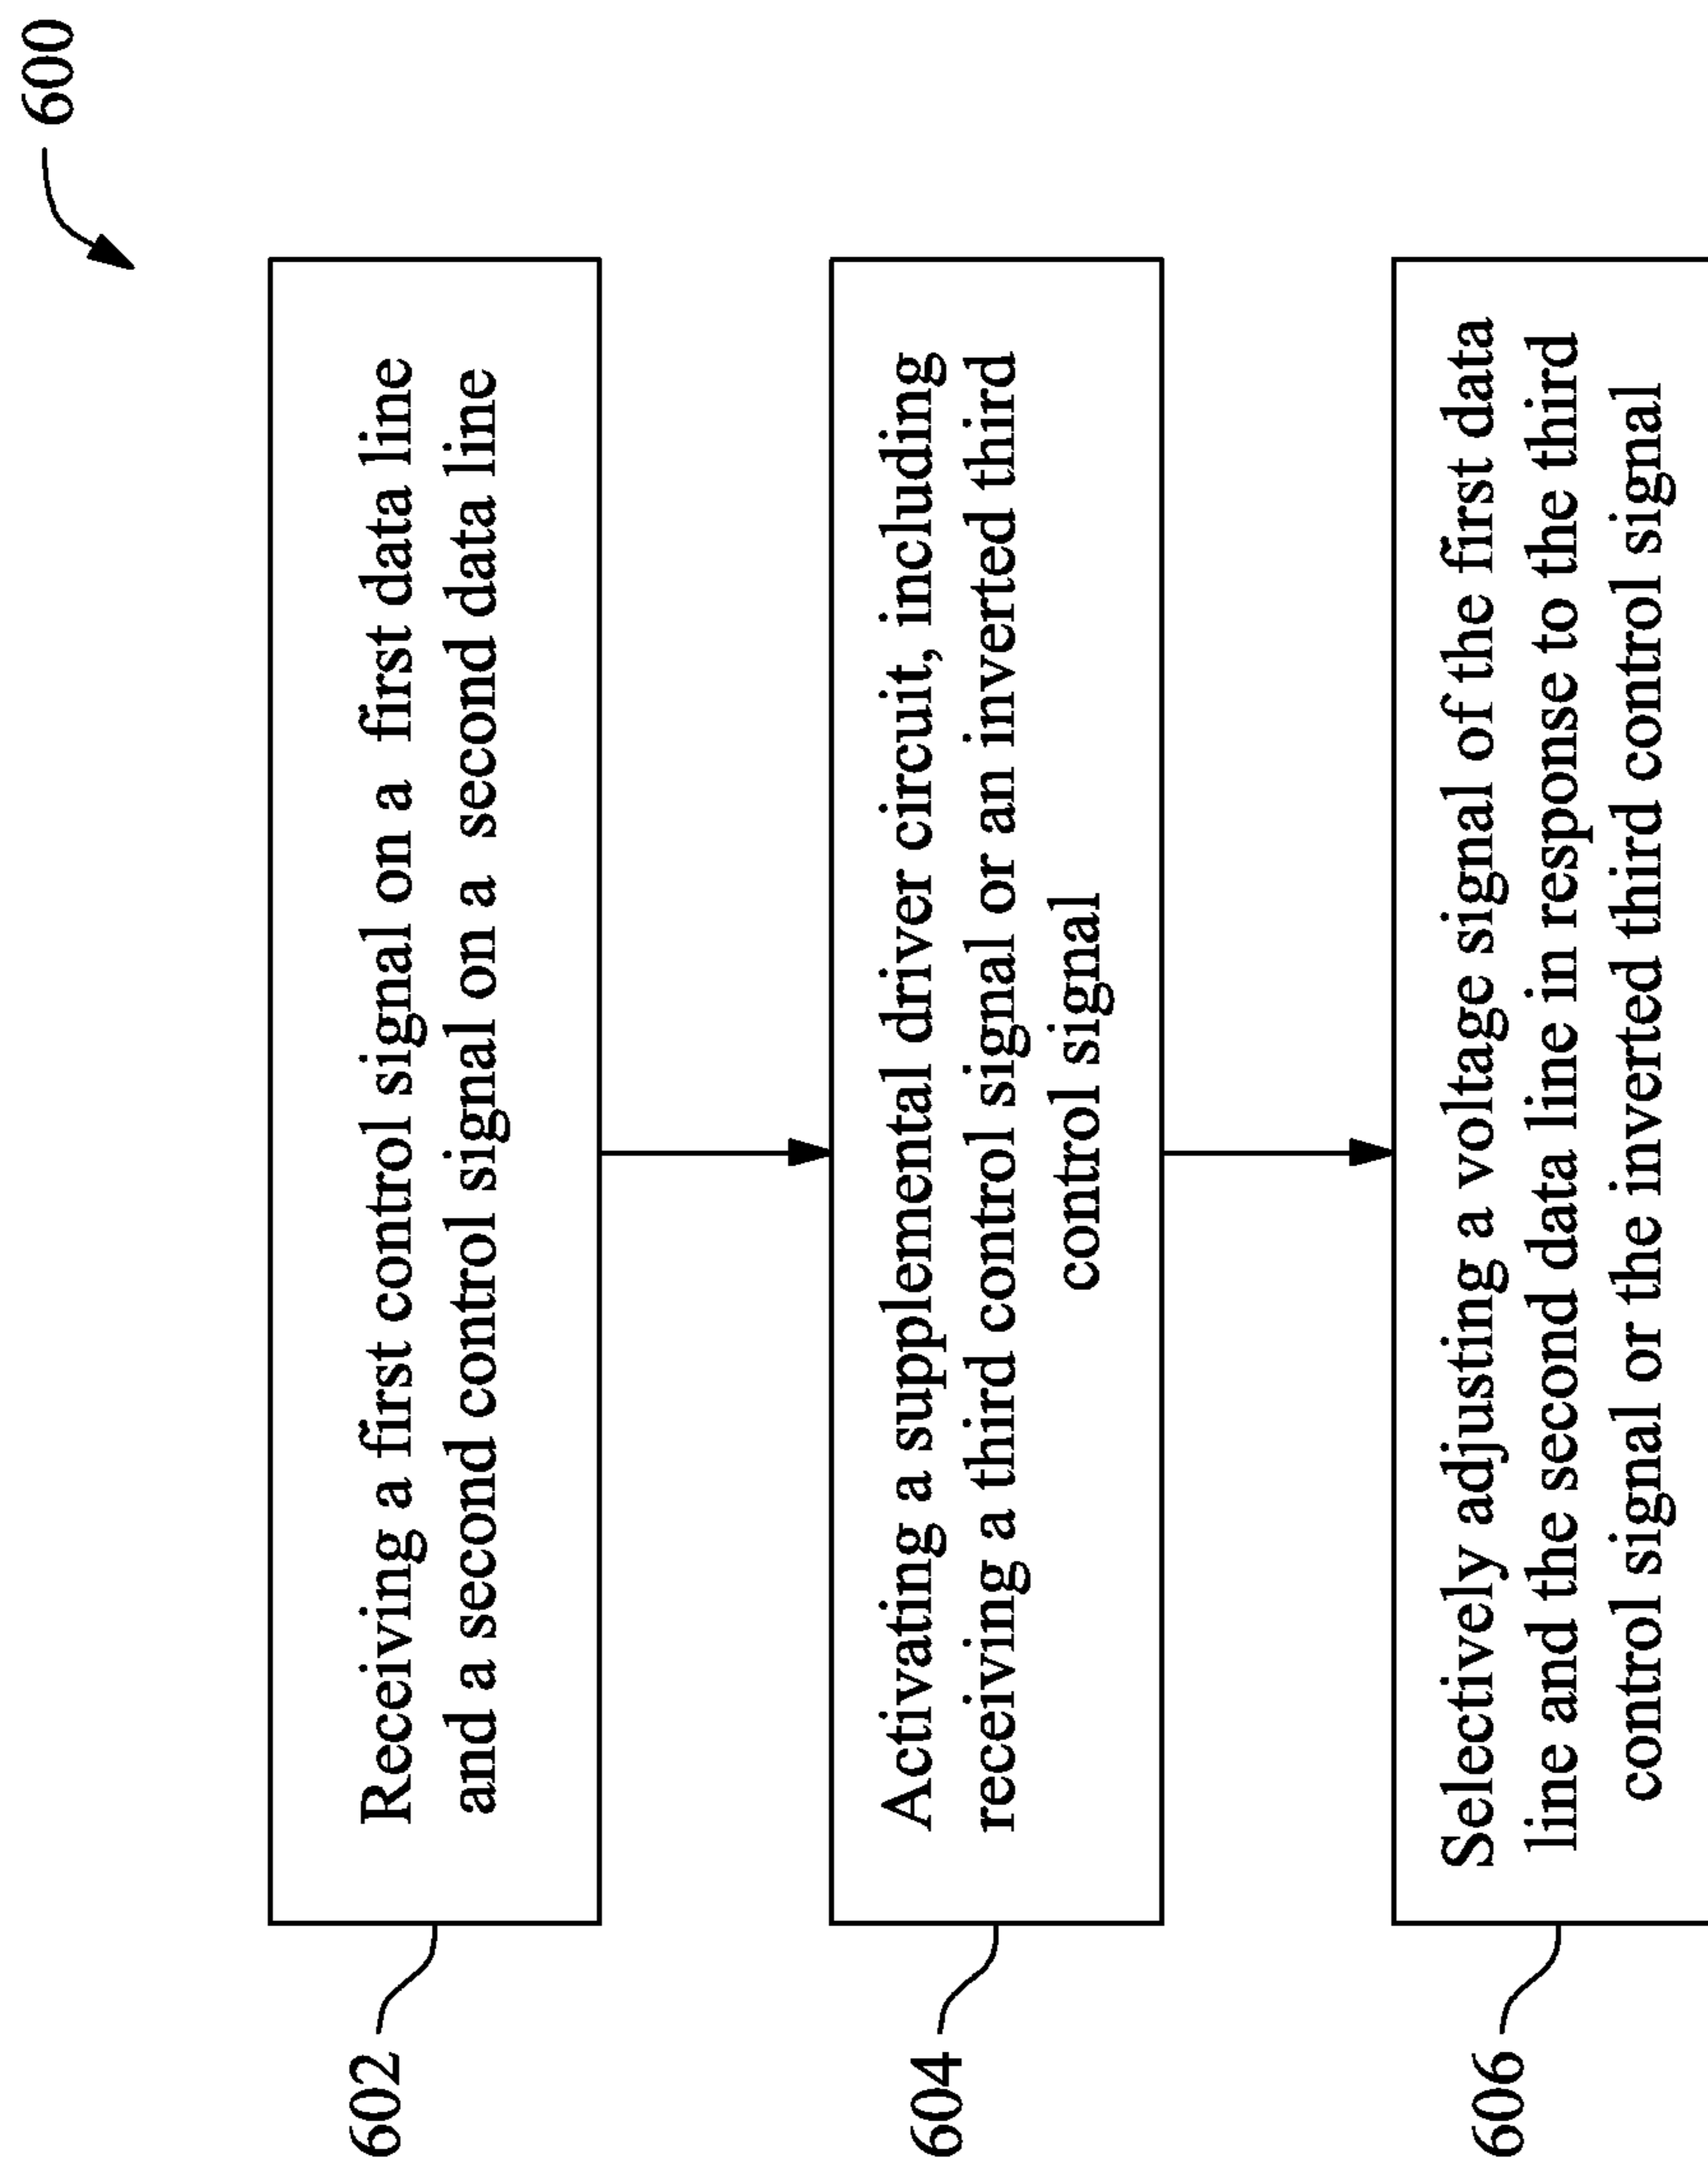 600
602
Receiving a first control signal on a first data line
and a second control signal on a second data line
604
Activating a supplemental driver circuit, including
receiving a third control signal or an inverted third
control signal
606
Selectively adjusting a voltage signal of the first data
line and the second data line in response to the third
control signal or the inverted third control signal